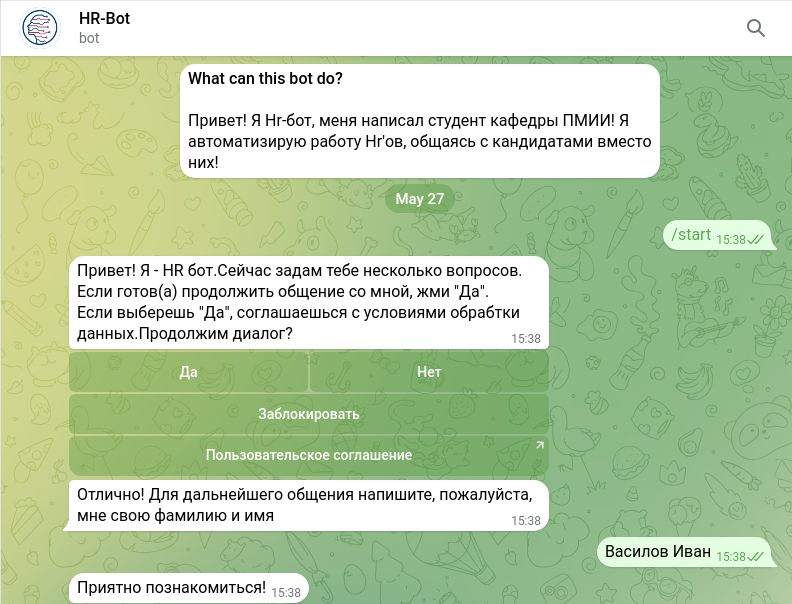 HR-Bot
bot
What can this bot do?
Привет! Я Hr-бот, меня написал студент кафедры ПМИИ! Я
автоматизирую работу Hr'ов, общаясь с кандидатами вместо
них!
May 27
/start 15:38
Привет! Я - HR бот.Сейчас задам тебе несколько вопросов.
Если готов(а) продолжить общение со мной, жми "Да".
Если выберешь "Да", соглашаешься с условиями обрабтки
данных.Продолжим диалог? 15:38
Да Нет
Заблокировать
Пользовательское соглашение
Отлично! Для дальнейшего общения напишите, пожалуйста,
мне свою фамилию и имя 15:38
Василов Иван 15:38
Приятно познакомиться! 15:38